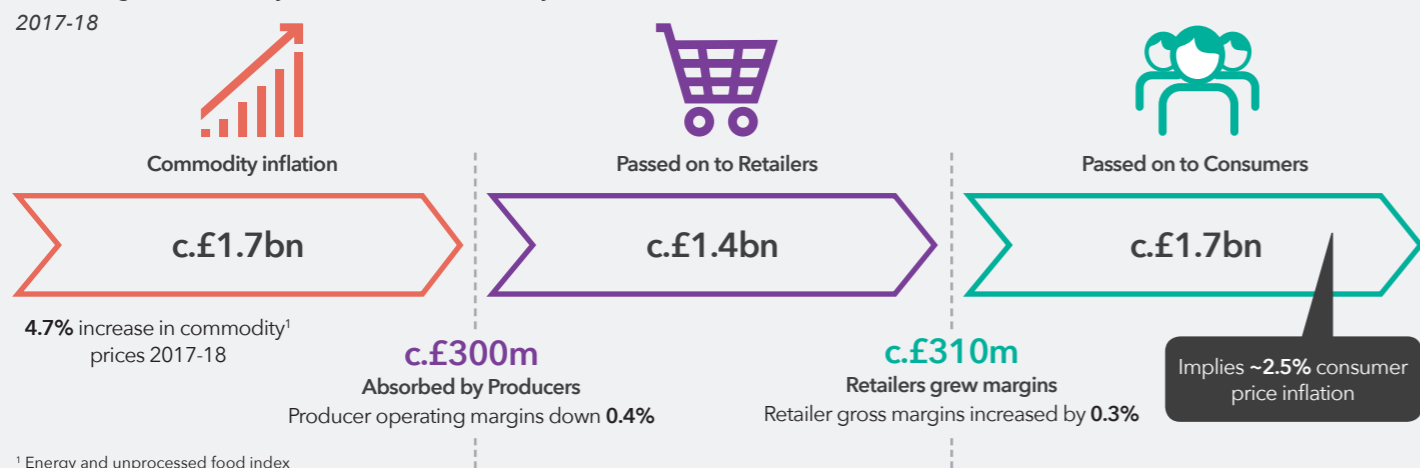 2017-18
Commodity inflation
Passed on to Retailers
Passed on to Consumers
c.£1.7bn
c.£1.4bn
c.£1.7bn
4.7% increase in commodity¹
prices 2017-18
c.£300m
Absorbed by Producers
Producer operating margins down 0.4%
c.£310m
Retailers grew margins
Retailer gross margins increased by 0.3%
Implies ~2.5% consumer
price inflation
¹ Energy and unprocessed food index